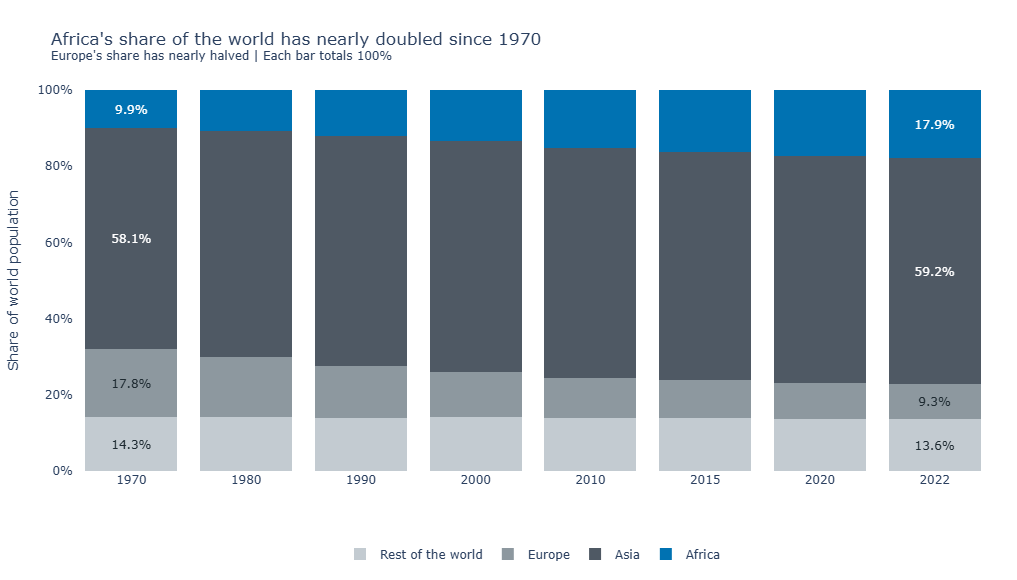 Africa's share of the world has nearly doubled since 1970
Europe's share has nearly halved | Each bar totals 100%
Share of world population
100%
80%
60%
40%
20%
0%
9.9%
58.1%
17.8%
14.3%
17.9%
59.2%
9.3%
13.6%
1970 1980 1990 2000 2010 2015 2020 2022
Rest of the world Europe Asia Africa